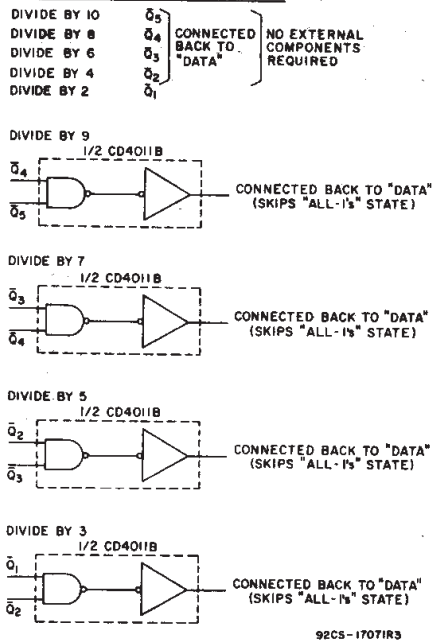 DIVIDE BY 10 Q̄5 CONNECTED NO EXTERNAL
DIVIDE BY 8 Q̄4 BACK TO COMPONENTS
DIVIDE BY 6 Q̄3 "DATA" REQUIRED
DIVIDE BY 4 Q̄2
DIVIDE BY 2 Q̄1
DIVIDE BY 9
1/2 CD4011B
Q̄4
Q̄5
CONNECTED BACK TO "DATA"
(SKIPS "ALL-1's" STATE)
DIVIDE BY 7
1/2 CD4011B
Q̄3
Q̄4
CONNECTED BACK TO "DATA"
(SKIPS "ALL-1's" STATE)
DIVIDE BY 5
1/2 CD4011B
Q̄2
Q̄3
CONNECTED BACK TO "DATA"
(SKIPS "ALL-1's" STATE)
DIVIDE BY 3
1/2 CD4011B
Q̄1
Q̄2
CONNECTED BACK TO "DATA"
(SKIPS "ALL-1's" STATE)
92CS-17071R3